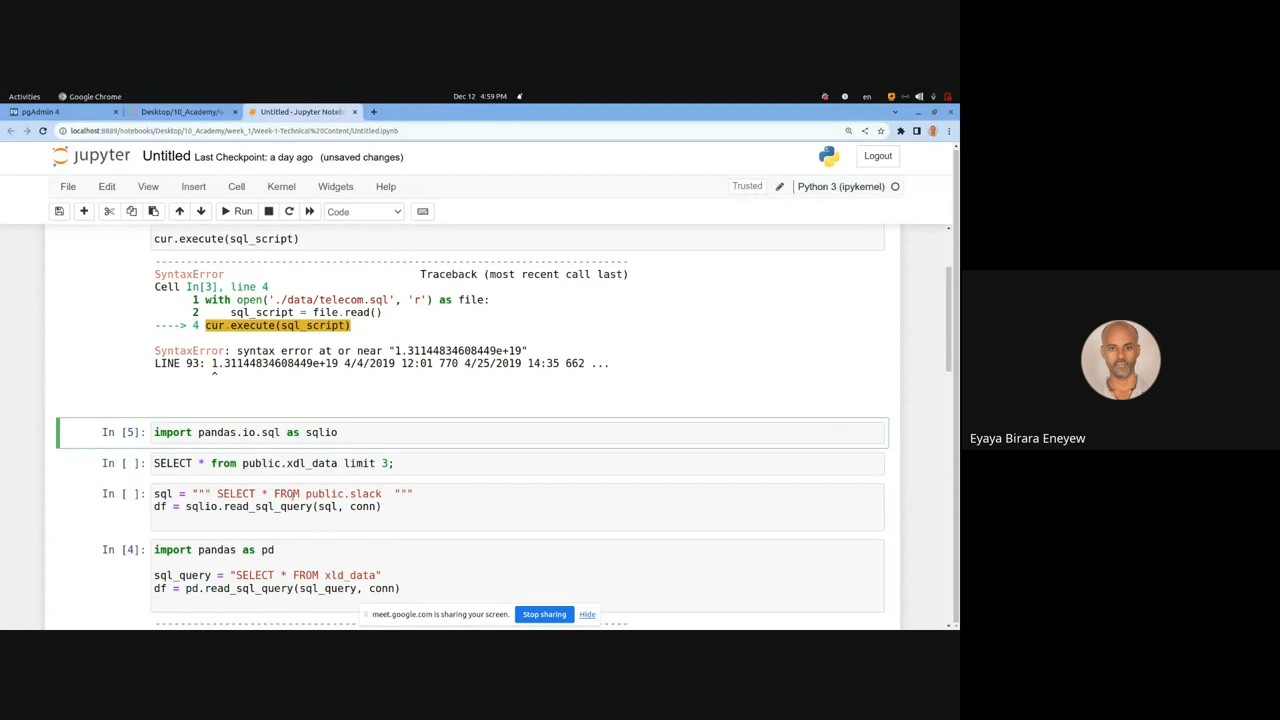 Activities Google Chrome Dec 12 4:59 PM en
pgAdmin 4 Desktop/10_Academy/w Untitled - Jupyter Noteb
localhost:8889/notebooks/Desktop/10_Academy/week_1/Week-1-Technical%20Content/Untitled.ipynb
jupyter Untitled Last Checkpoint: a day ago (unsaved changes) Logout
File Edit View Insert Cell Kernel Widgets Help Trusted Python 3 (ipykernel)
Run Code
cur.execute(sql_script)
---------------------------------------------------------------------------
SyntaxError Traceback (most recent call last)
Cell In[3], line 4
1 with open('./data/telecom.sql', 'r') as file:
2 sql_script = file.read()
----> 4 cur.execute(sql_script)
SyntaxError: syntax error at or near "1.31144834608449e+19"
LINE 93: 1.31144834608449e+19 4/4/2019 12:01 770 4/25/2019 14:35 662 ...
^
In [5]: import pandas.io.sql as sqlio
In [ ]: SELECT * from public.xdl_data limit 3;
In [ ]: sql = """ SELECT * FROM public.slack """
df = sqlio.read_sql_query(sql, conn)
In [4]: import pandas as pd
sql_query = "SELECT * FROM xld_data"
df = pd.read_sql_query(sql_query, conn)
meet.google.com is sharing your screen. Stop sharing Hide
Eyaya Birara Eneyew